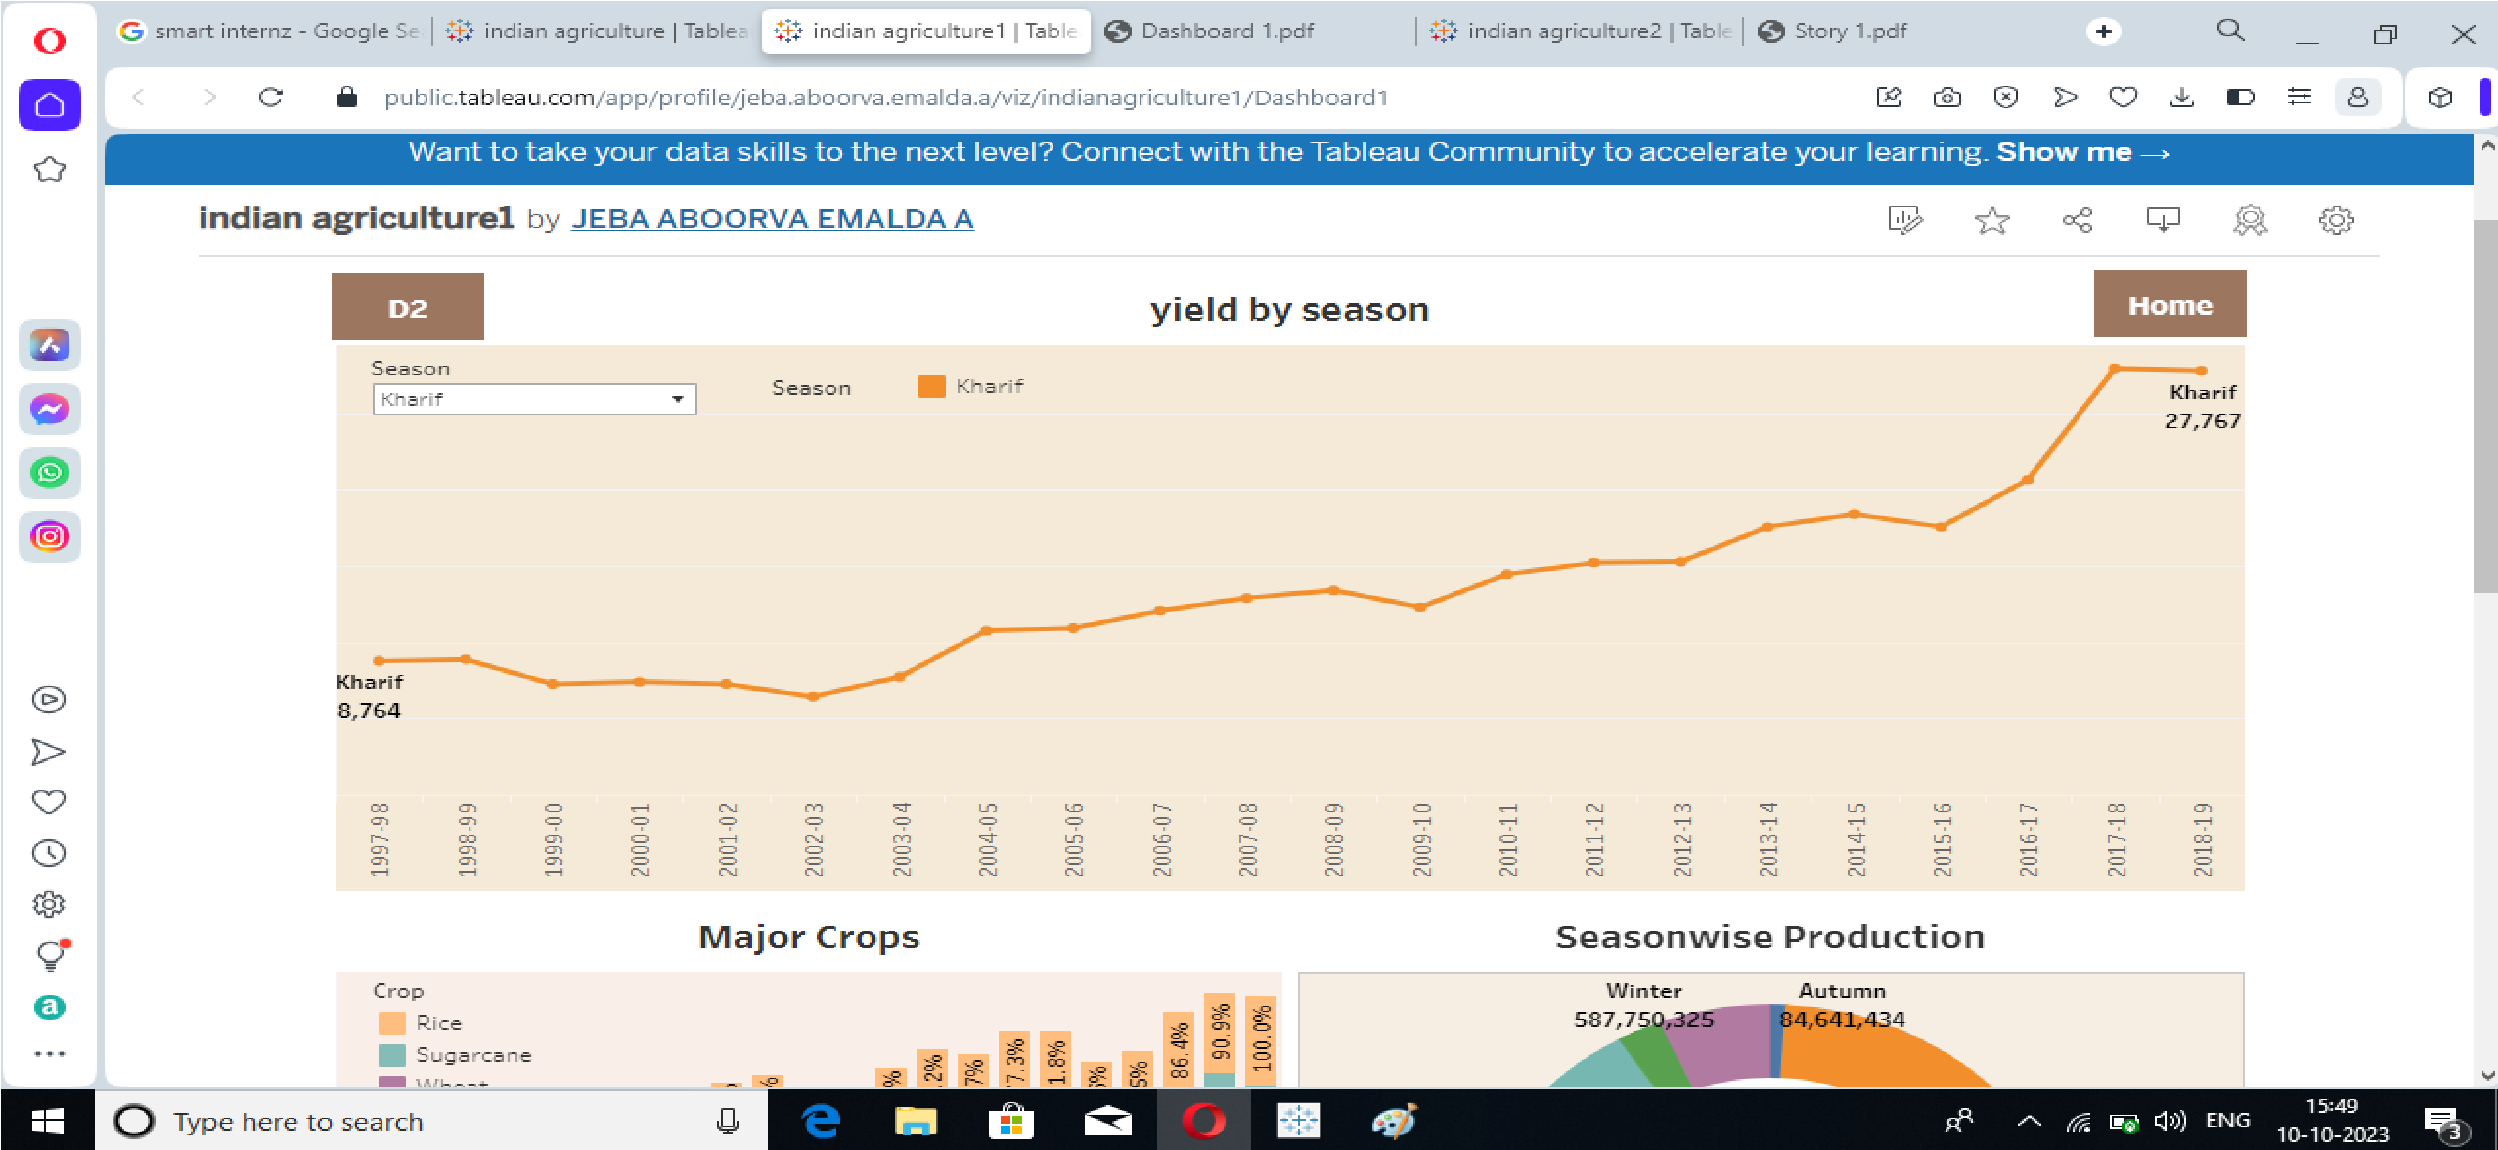 smart internz - Google Se
indian agriculture | Tablea
indian agriculture1 | Table
Dashboard 1.pdf
indian agriculture2 | Table
Story 1.pdf
public.tableau.com/app/profile/jeba.aboorva.emalda.a/viz/indianagriculture1/Dashboard1
Want to take your data skills to the next level? Connect with the Tableau Community to accelerate your learning. Show me →
indian agriculture1 by JEBA ABOORVA EMALDA A
D2
yield by season
Home
Season
Kharif
Season
Kharif
Kharif
27,767
Kharif
8,764
1997-98
1998-99
1999-00
2000-01
2001-02
2002-03
2003-04
2004-05
2005-06
2006-07
2007-08
2008-09
2009-10
2010-11
2011-12
2012-13
2013-14
2014-15
2015-16
2016-17
2017-18
2018-19
Major Crops
Seasonwise Production
Crop
Rice
Sugarcane
Wheat
%
%
.2%
7%
7.3%
1.8%
5%
86.4%
90.9%
100.0%
Winter
587,750,325
Autumn
84,641,434
a
Type here to search
ENG
15:49
10-10-2023
3